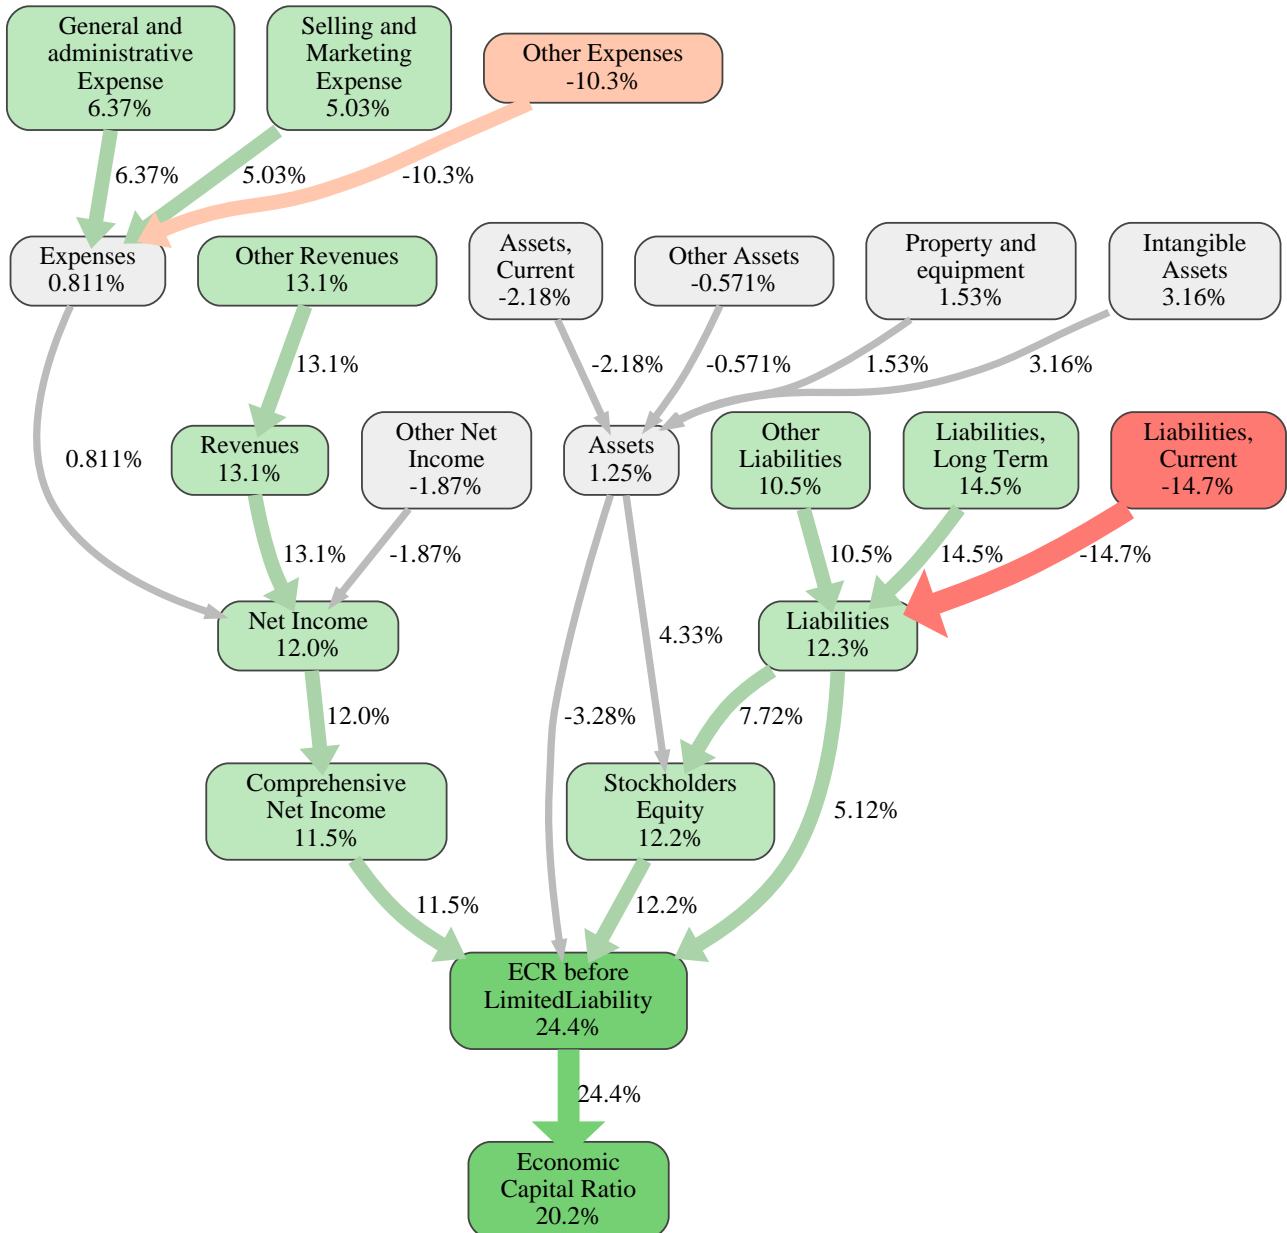 General and
administrative
Expense
6.37%
Selling and
Marketing
Expense
5.03%
Other Expenses
-10.3%
6.37%
5.03%
-10.3%
Expenses
0.811%
Other Revenues
13.1%
Assets,
Current
-2.18%
Other Assets
-0.571%
Property and
equipment
1.53%
Intangible
Assets
3.16%
13.1%
-2.18%
-0.571%
1.53%
3.16%
0.811%
Revenues
13.1%
Other Net
Income
-1.87%
Assets
1.25%
Other
Liabilities
10.5%
Liabilities,
Long Term
14.5%
Liabilities,
Current
-14.7%
13.1%
-1.87%
10.5%
14.5%
-14.7%
Net Income
12.0%
4.33%
Liabilities
12.3%
12.0%
-3.28%
7.72%
Comprehensive
Net Income
11.5%
Stockholders
Equity
12.2%
5.12%
11.5%
12.2%
ECR before
LimitedLiability
24.4%
24.4%
Economic
Capital Ratio
20.2%